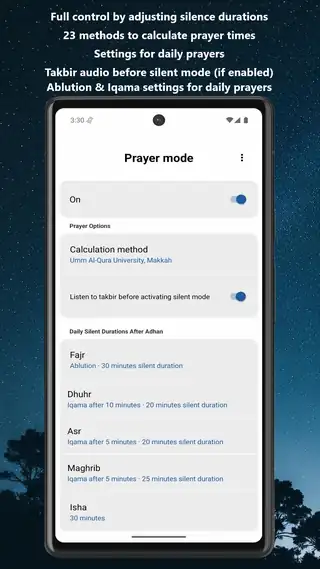 Full control by adjusting silence durations
23 methods to calculate prayer times
Settings for daily prayers
Takbir audio before silent mode (if enabled)
Ablution & Iqama settings for daily prayers
3:30
Prayer mode
On
Prayer Options
Calculation method
Umm Al-Qura University, Makkah
Listen to takbir before activating silent mode
Daily Silent Durations After Adhan
Fajr
Ablution · 30 minutes silent duration
Dhuhr
Iqama after 10 minutes · 20 minutes silent duration
Asr
Iqama after 5 minutes · 20 minutes silent duration
Maghrib
Iqama after 5 minutes · 25 minutes silent duration
Isha
30 minutes